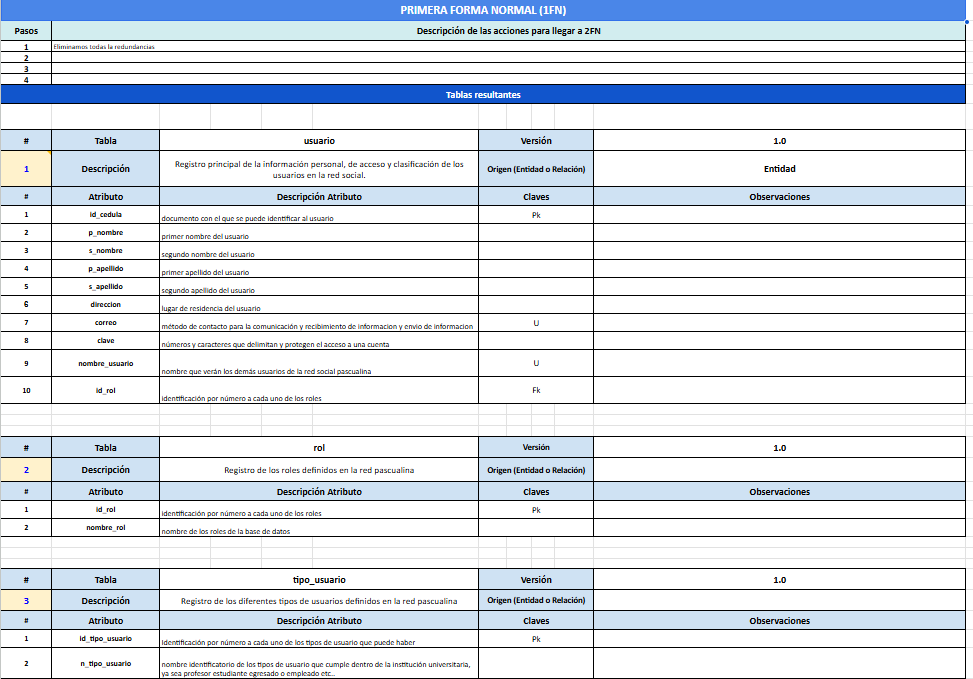 PRIMERA FORMA NORMAL (1FN)
Pasos Descripción de las acciones para llegar a 2FN
1 Eliminamos todas la redundancias
2
3
4
Tablas resultantes
# Tabla usuario Versión 1.0
1 Descripción Registro principal de la información personal, de acceso y clasificación de los usuarios en la red social. Origen (Entidad o Relación) Entidad
# Atributo Descripción Atributo Claves Observaciones
1 id_cedula documento con el que se puede identificar al usuario Pk
2 p_nombre primer nombre del usuario
3 s_nombre segundo nombre del usuario
4 p_apellido primer apellido del usuario
5 s_apellido segundo apellido del usuario
6 direccion lugar de residencia del usuario
7 correo método de contacto para la comunicación y recibimiento de informacion y envio de informacion U
8 clave números y caracteres que delimitan y protegen el acceso a una cuenta
9 nombre_usuario nombre que verán los demás usuarios de la red social pascualina U
10 id_rol identificación por número a cada uno de los roles Fk
# Tabla rol Versión 1.0
2 Descripción Registro de los roles definidos en la red pascualina Origen (Entidad o Relación)
# Atributo Descripción Atributo Claves Observaciones
1 id_rol identificación por número a cada uno de los roles Pk
2 nombre_rol nombre de los roles de la base de datos
# Tabla tipo_usuario Versión 1.0
3 Descripción Registro de los diferentes tipos de usuarios definidos en la red pascualina Origen (Entidad o Relación)
# Atributo Descripción Atributo Claves Observaciones
1 id_tipo_usuario identificación por número a cada uno de los tipos de usuario que puede haber Pk
2 n_tipo_usuario nombre identificatorio de los tipos de usuario que cumple dentro de la institución universitaria, ya sea profesor estudiante egresado o empleado etc..